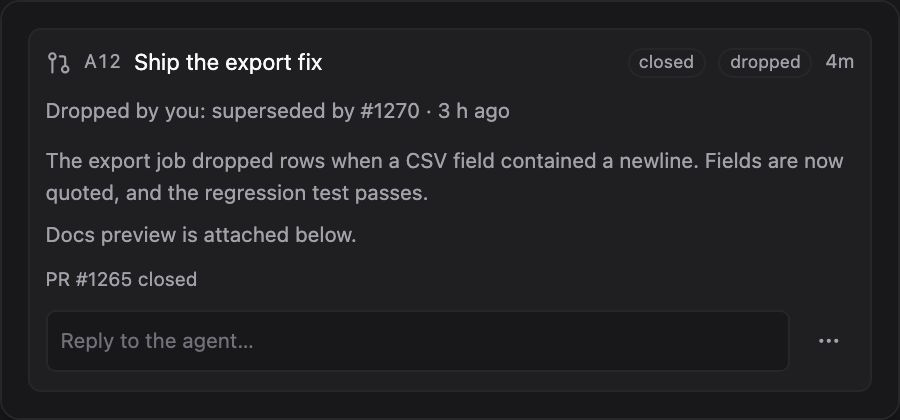 A12 Ship the export fix closed dropped 4m
Dropped by you: superseded by #1270 · 3 h ago
The export job dropped rows when a CSV field contained a newline. Fields are now
quoted, and the regression test passes.
Docs preview is attached below.
PR #1265 closed
Reply to the agent...